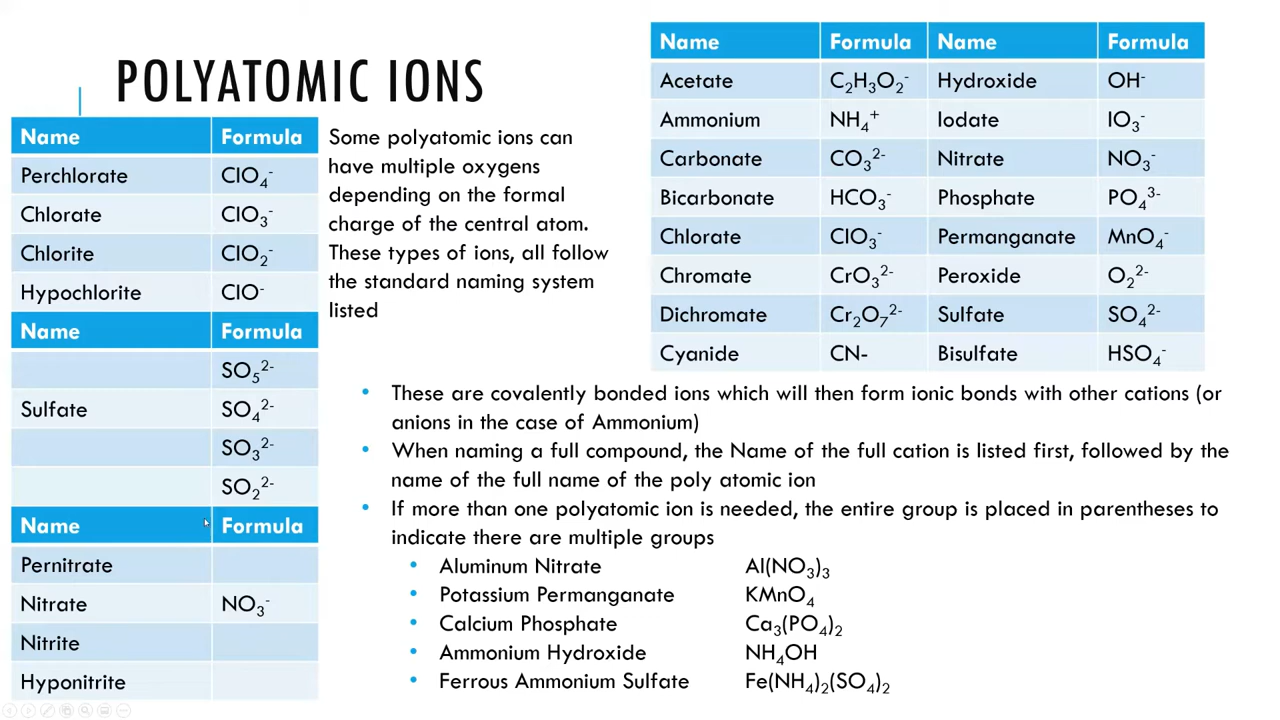 POLYATOMIC IONS
Name Formula
Perchlorate ClO₄⁻
Chlorate ClO₃⁻
Chlorite ClO₂⁻
Hypochlorite ClO⁻
Name Formula
SO₅²⁻
Sulfate SO₄²⁻
SO₃²⁻
SO₂²⁻
Name Formula
Pernitrate
Nitrate NO₃⁻
Nitrite
Hyponitrite
Some polyatomic ions can
have multiple oxygens
depending on the formal
charge of the central atom.
These types of ions, all follow
the standard naming system
listed
Name Formula Name Formula
Acetate C₂H₃O₂⁻ Hydroxide OH⁻
Ammonium NH₄⁺ Iodate IO₃⁻
Carbonate CO₃²⁻ Nitrate NO₃⁻
Bicarbonate HCO₃⁻ Phosphate PO₄³⁻
Chlorate ClO₃⁻ Permanganate MnO₄⁻
Chromate CrO₃²⁻ Peroxide O₂²⁻
Dichromate Cr₂O₇²⁻ Sulfate SO₄²⁻
Cyanide CN- Bisulfate HSO₄⁻
• These are covalently bonded ions which will then form ionic bonds with other cations (or
anions in the case of Ammonium)
• When naming a full compound, the Name of the full cation is listed first, followed by the
name of the full name of the poly atomic ion
• If more than one polyatomic ion is needed, the entire group is placed in parentheses to
indicate there are multiple groups
• Aluminum Nitrate Al(NO₃)₃
• Potassium Permanganate KMnO₄
• Calcium Phosphate Ca₃(PO₄)₂
• Ammonium Hydroxide NH₄OH
• Ferrous Ammonium Sulfate Fe(NH₄)₂(SO₄)₂